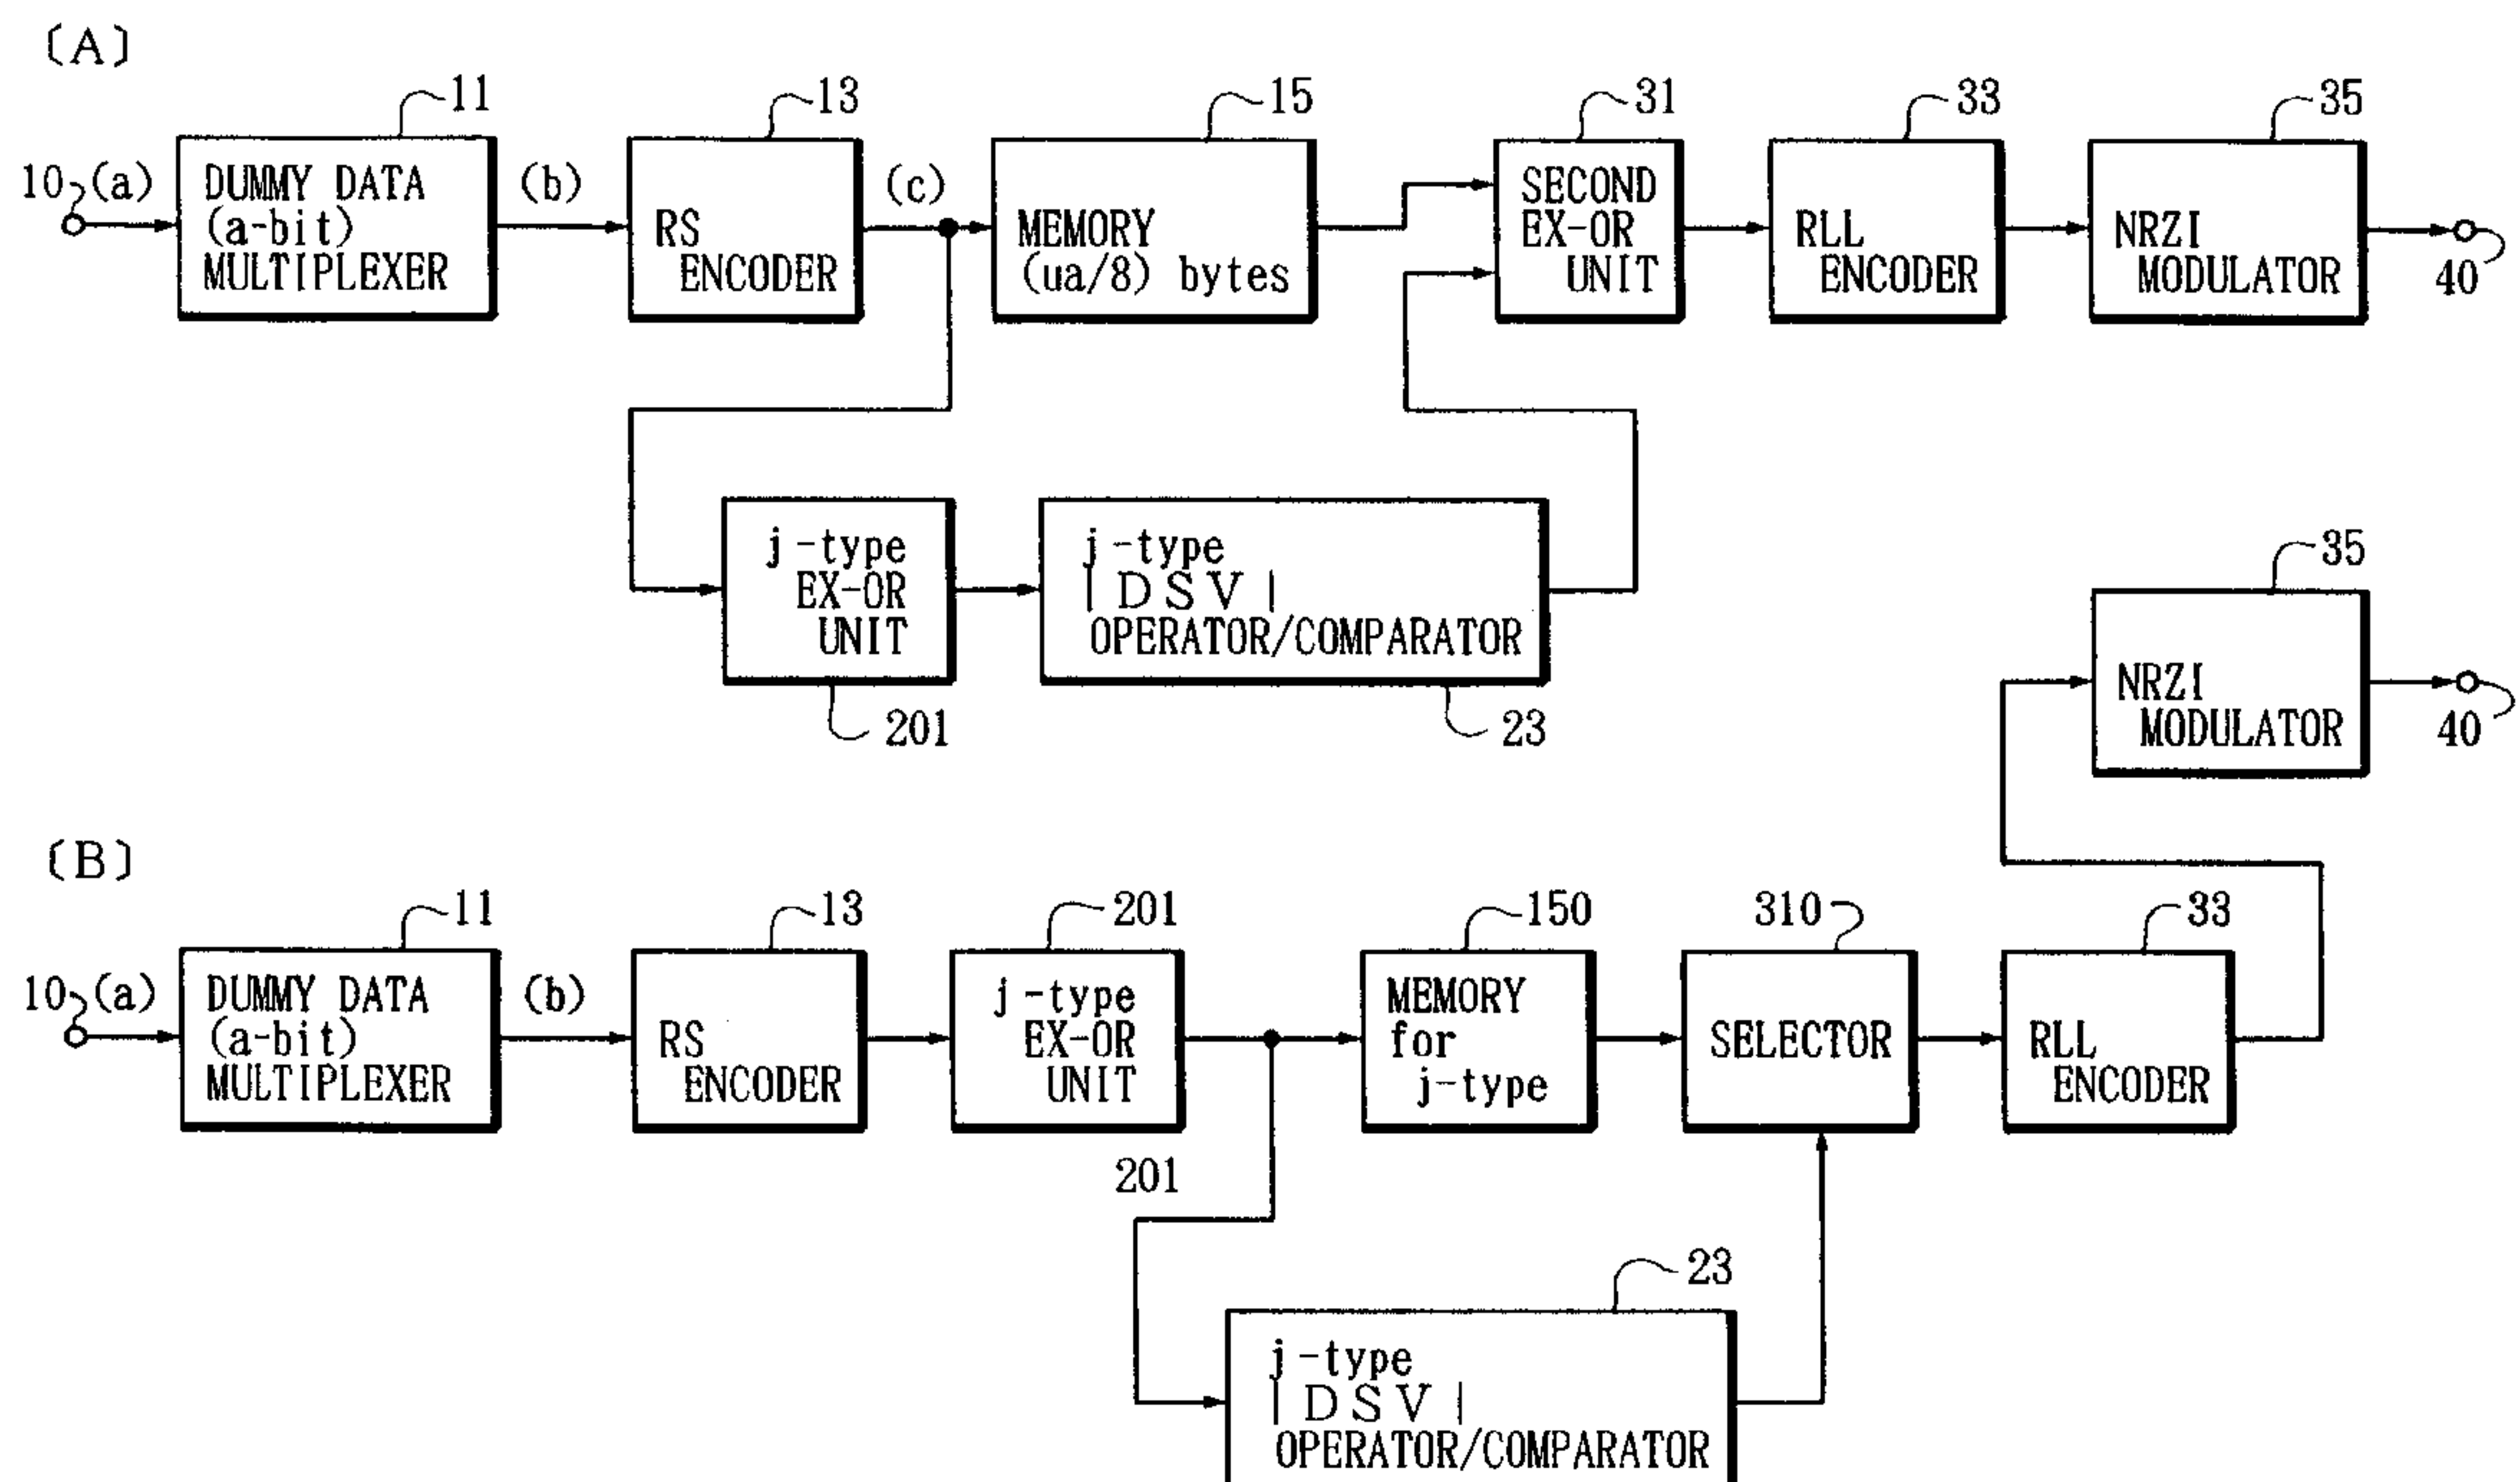 〔A〕
11
13
15
31
33
35
10
(a)
DUMMY DATA
(a-bit)
MULTIPLEXER
(b)
RS
ENCODER
(c)
MEMORY
(ua/8) bytes
SECOND
EX-OR
UNIT
RLL
ENCODER
NRZI
MODULATOR
40
j-type
EX-OR
UNIT
201
j-type
|DSV|
OPERATOR/COMPARATOR
23
35
NRZI
MODULATOR
40
〔B〕
11
13
201
150
310
33
10
(a)
DUMMY DATA
(a-bit)
MULTIPLEXER
(b)
RS
ENCODER
j-type
EX-OR
UNIT
MEMORY
for
j-type
SELECTOR
RLL
ENCODER
201
23
j-type
|DSV|
OPERATOR/COMPARATOR